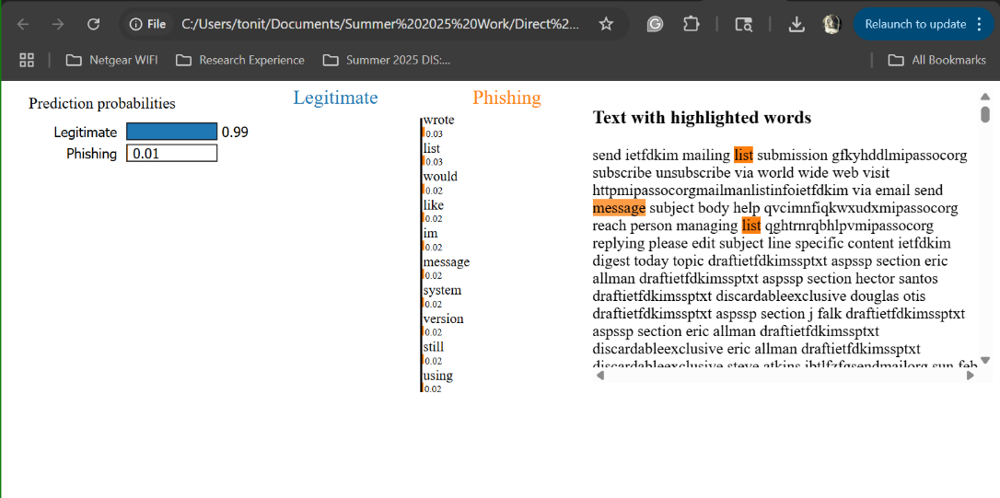 File
C:/Users/tonit/Documents/Summer%202025%20Work/Direct%2...
Relaunch to update
Netgear WIFI
Research Experience
Summer 2025 DIS:...
All Bookmarks
Prediction probabilities
Legitimate 0.99
Phishing 0.01
Legitimate
Phishing
wrote
0.03
list
0.03
would
0.02
like
0.02
im
0.02
message
0.02
system
0.02
version
0.02
still
0.02
using
0.02
Text with highlighted words
send ietfdkim mailing list submission gfkyhddlmipassocorg
subscribe unsubscribe via world wide web visit
httpmipassocorgmailmanlistinfoietfdkim via email send
message subject body help qvcimnfiqkwxudxmipassocorg
reach person managing list qghtrnrqbhlpvmipassocorg
replying please edit subject line specific content ietfdkim
digest today topic draftietfdkimssptxt aspssp section eric
allman draftietfdkimssptxt aspssp section hector santos
draftietfdkimssptxt discardableexclusive douglas otis
draftietfdkimssptxt aspssp section j falk draftietfdkimssptxt
aspssp section eric allman draftietfdkimssptxt
discardableexclusive eric allman draftietfdkimssptxt
discardableexclusive steve atkins sun feb